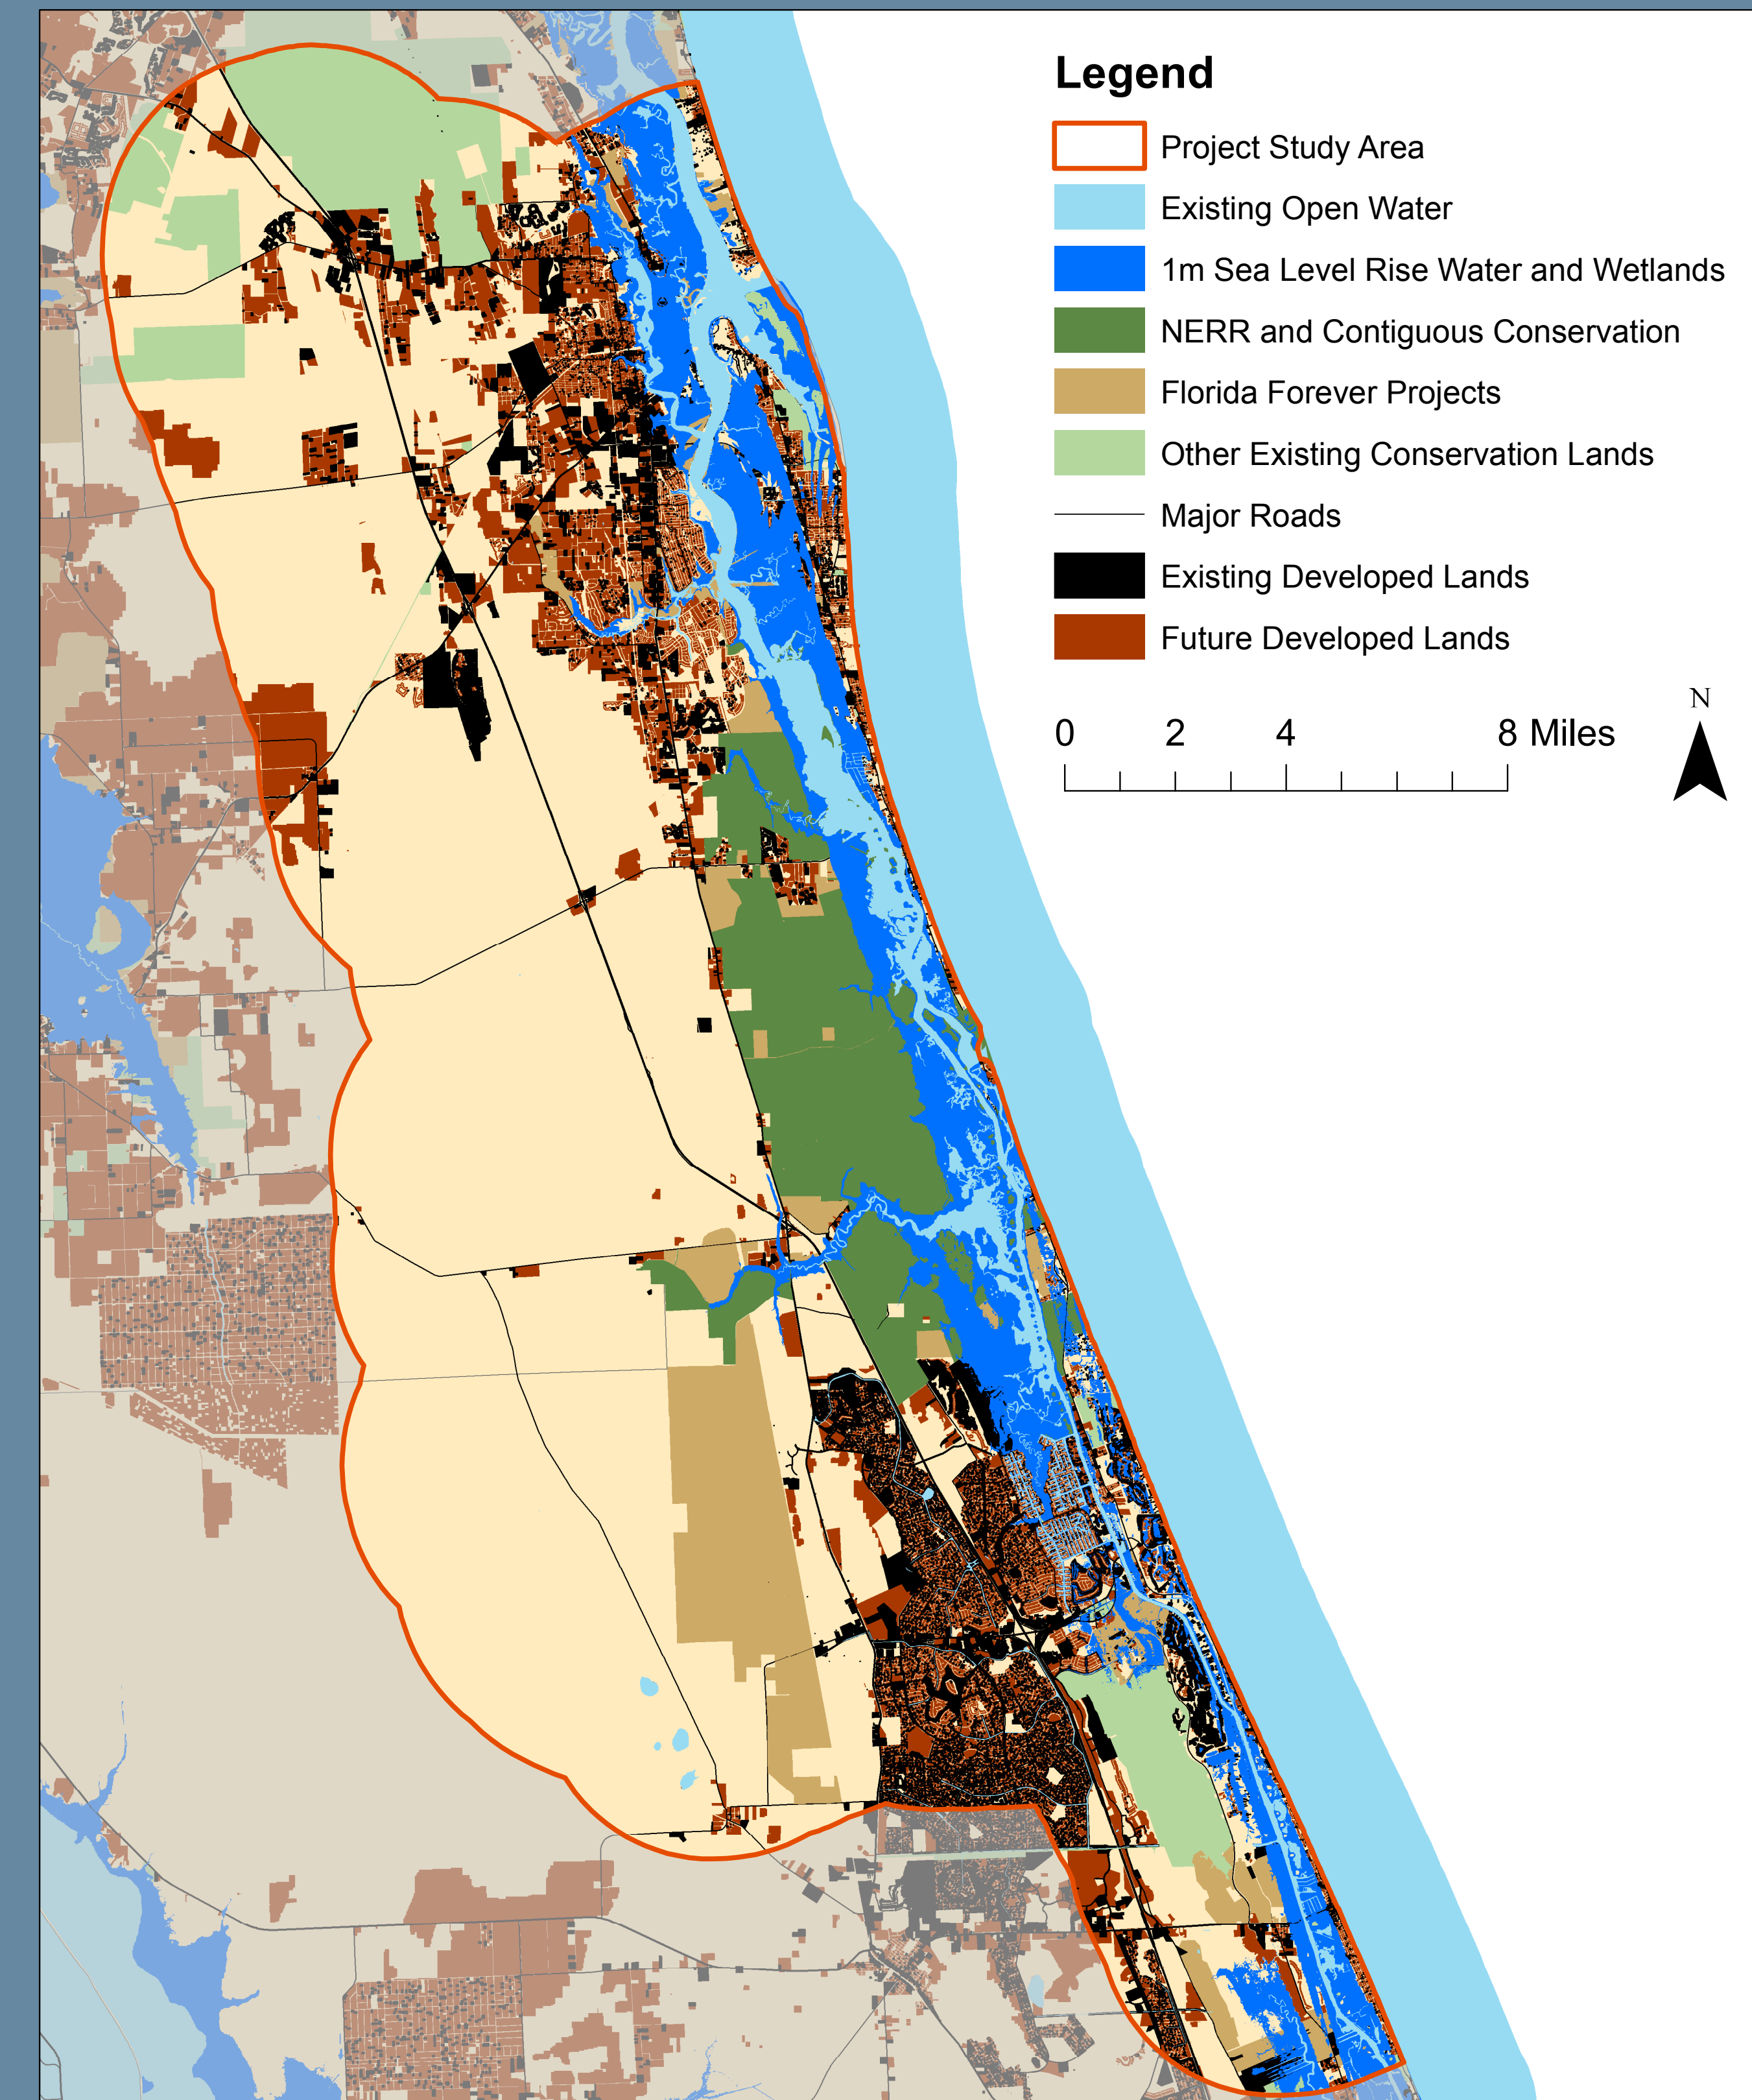 Legend
Project Study Area
Existing Open Water
1m Sea Level Rise Water and Wetlands
NERR and Contiguous Conservation
Florida Forever Projects
Other Existing Conservation Lands
Major Roads
Existing Developed Lands
Future Developed Lands
N
0 2 4 8 Miles